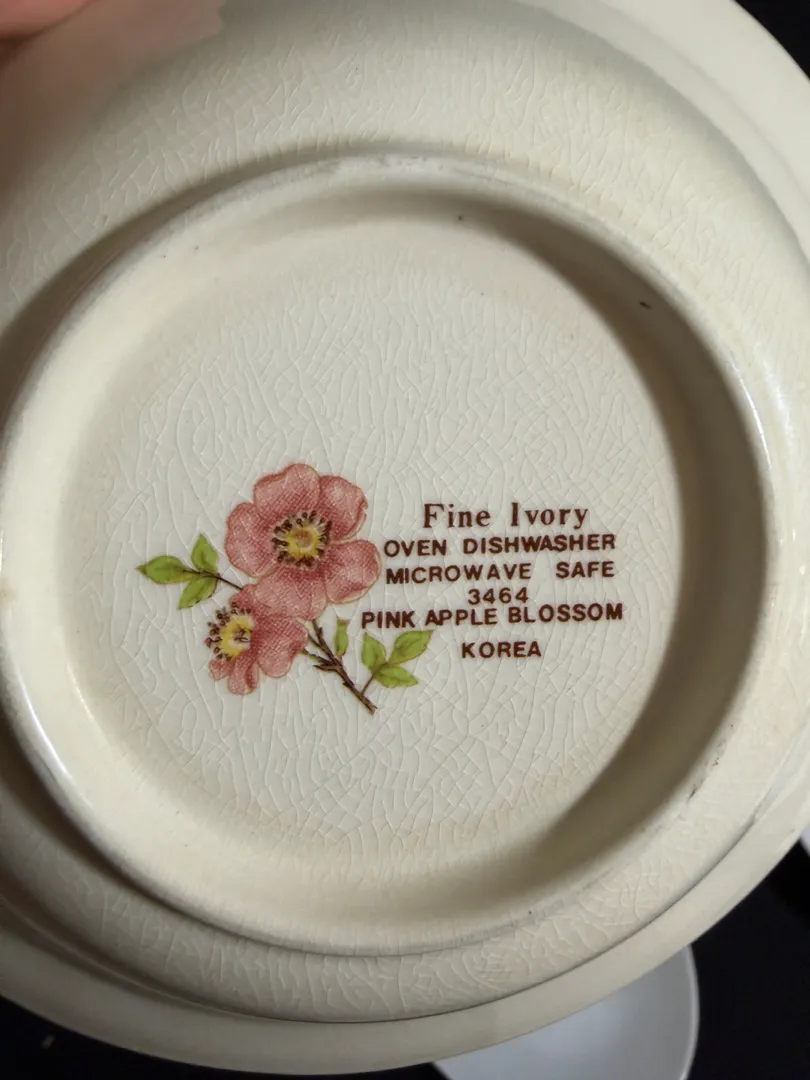 Fine Ivory
OVEN DISHWASHER
MICROWAVE SAFE
3464
PINK APPLE BLOSSOM
KOREA